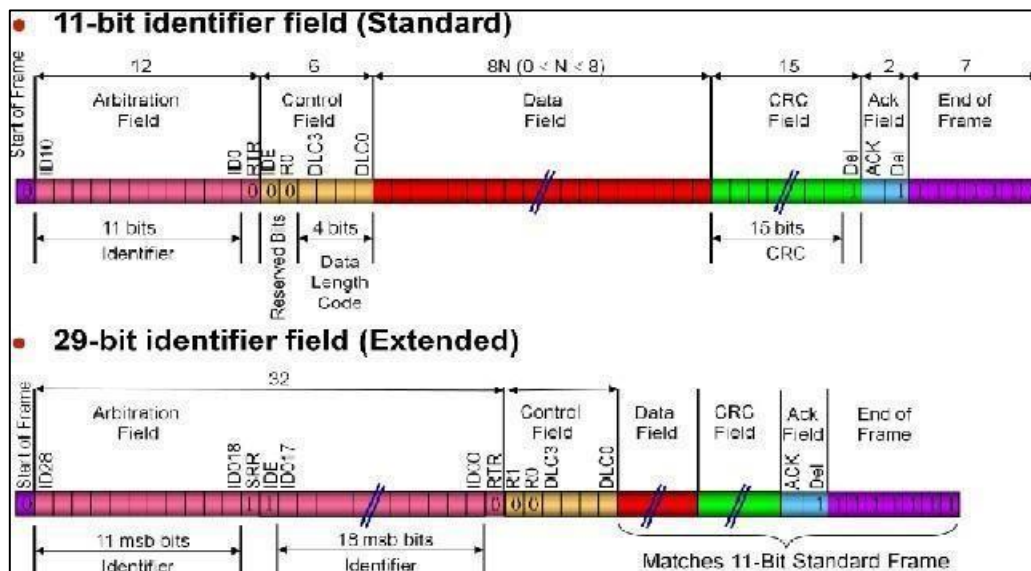 11-bit identifier field (Standard)
12 6 8N (0 < N < 8) 15 2 7
Start of Frame
Arbitration Field
Control Field
Data Field
CRC Field
Ack Field
End of Frame
ID10
ID0
RTR
IDE
R0
DLC3
DLC0
Del
ACK
Del
0 0 0 0 1 1
11 bits
Identifier
Reserved Bits
4 bits
Data Length Code
15 bits
CRC
29-bit identifier field (Extended)
32
Start of Frame
Arbitration Field
Control Field
Data Field
CRC Field
Ack Field
End of Frame
ID28
ID018
SRR
IDE
ID017
ID00
RTR
R1
R0
DLC3
DLC0
ACK
Del
0 1 1 0 0 0 1
11 msb bits
Identifier
18 msb bits
Identifier
Matches 11-Bit Standard Frame